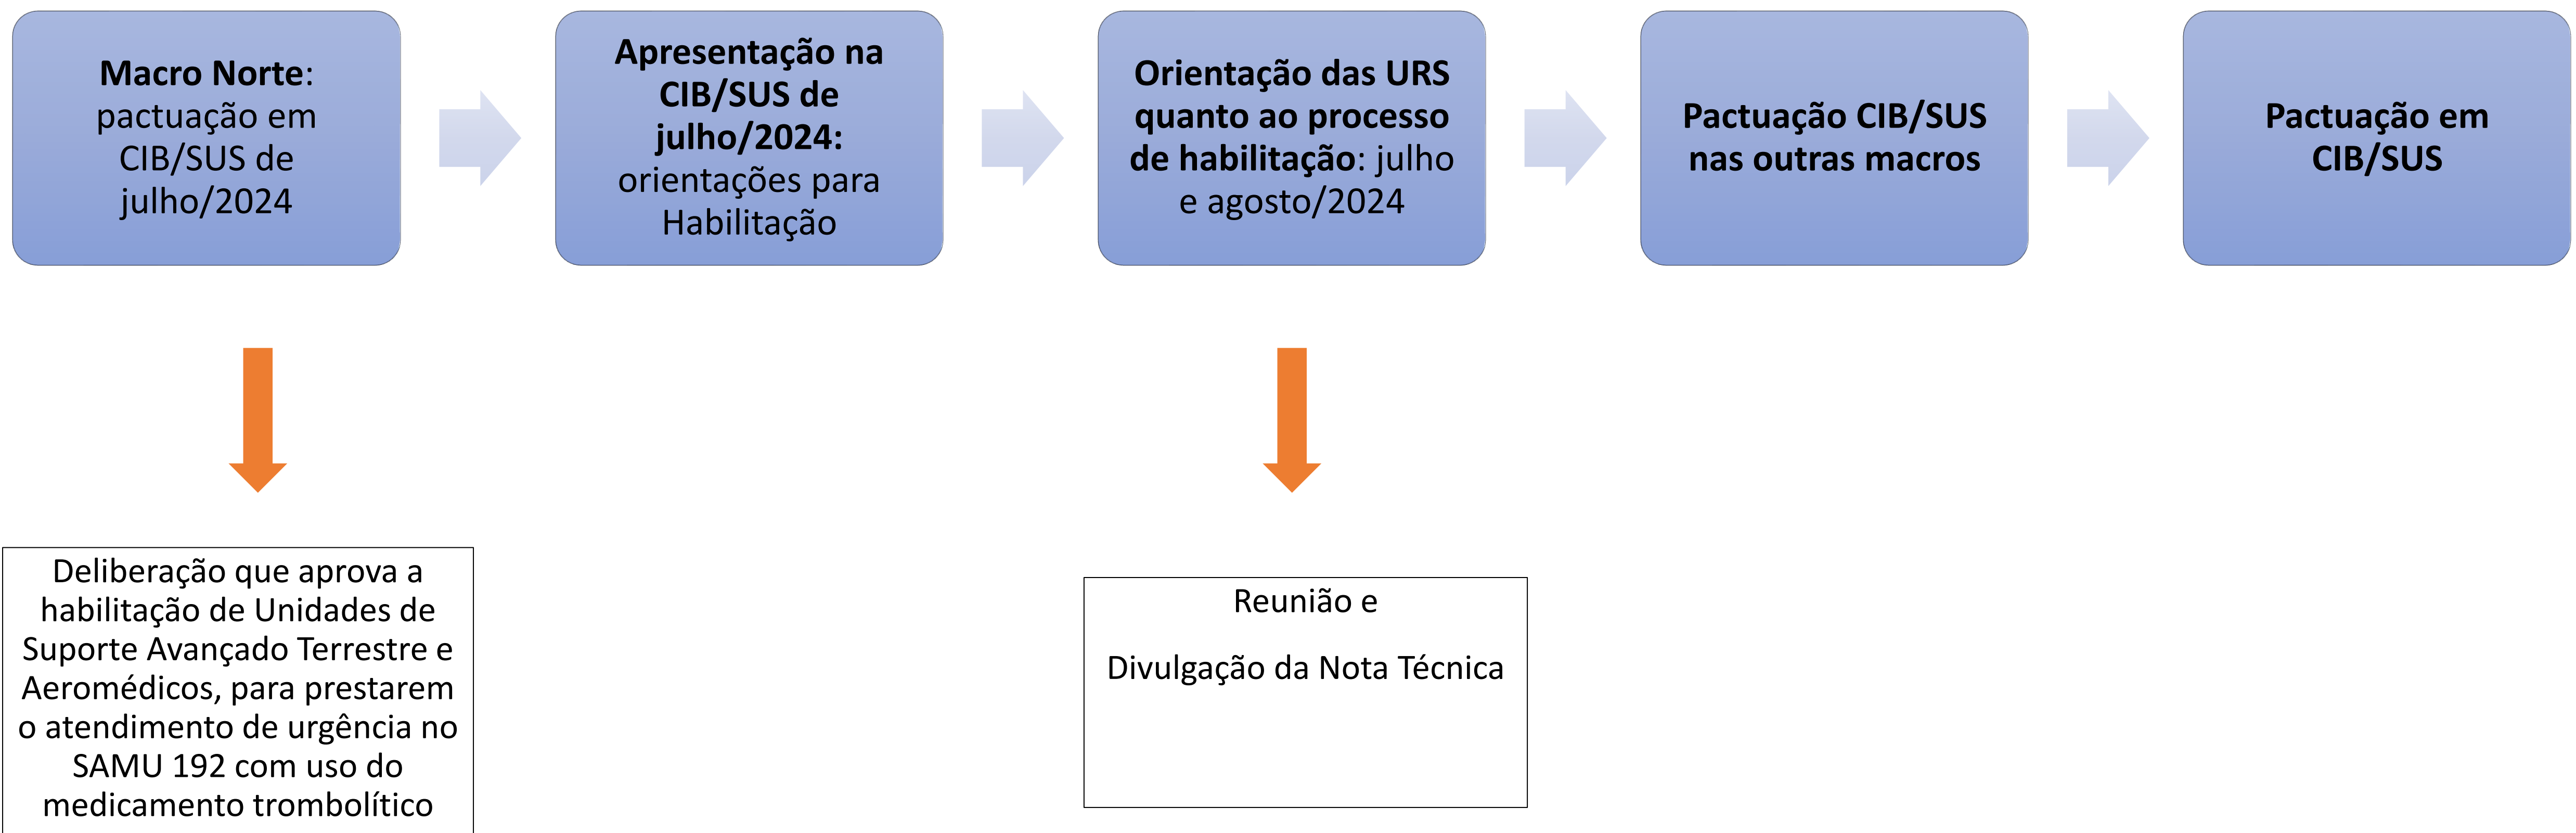 Macro Norte:
pactuação em
CIB/SUS de
julho/2024
Apresentação na
CIB/SUS de
julho/2024:
orientações para
Habilitação
Orientação das URS
quanto ao processo
de habilitação: julho
e agosto/2024
Pactuação CIB/SUS
nas outras macros
Pactuação em
CIB/SUS
Deliberação que aprova a
habilitação de Unidades de
Suporte Avançado Terrestre e
Aeromédicos, para prestarem
o atendimento de urgência no
SAMU 192 com uso do
medicamento trombolítico
Reunião e
Divulgação da Nota Técnica